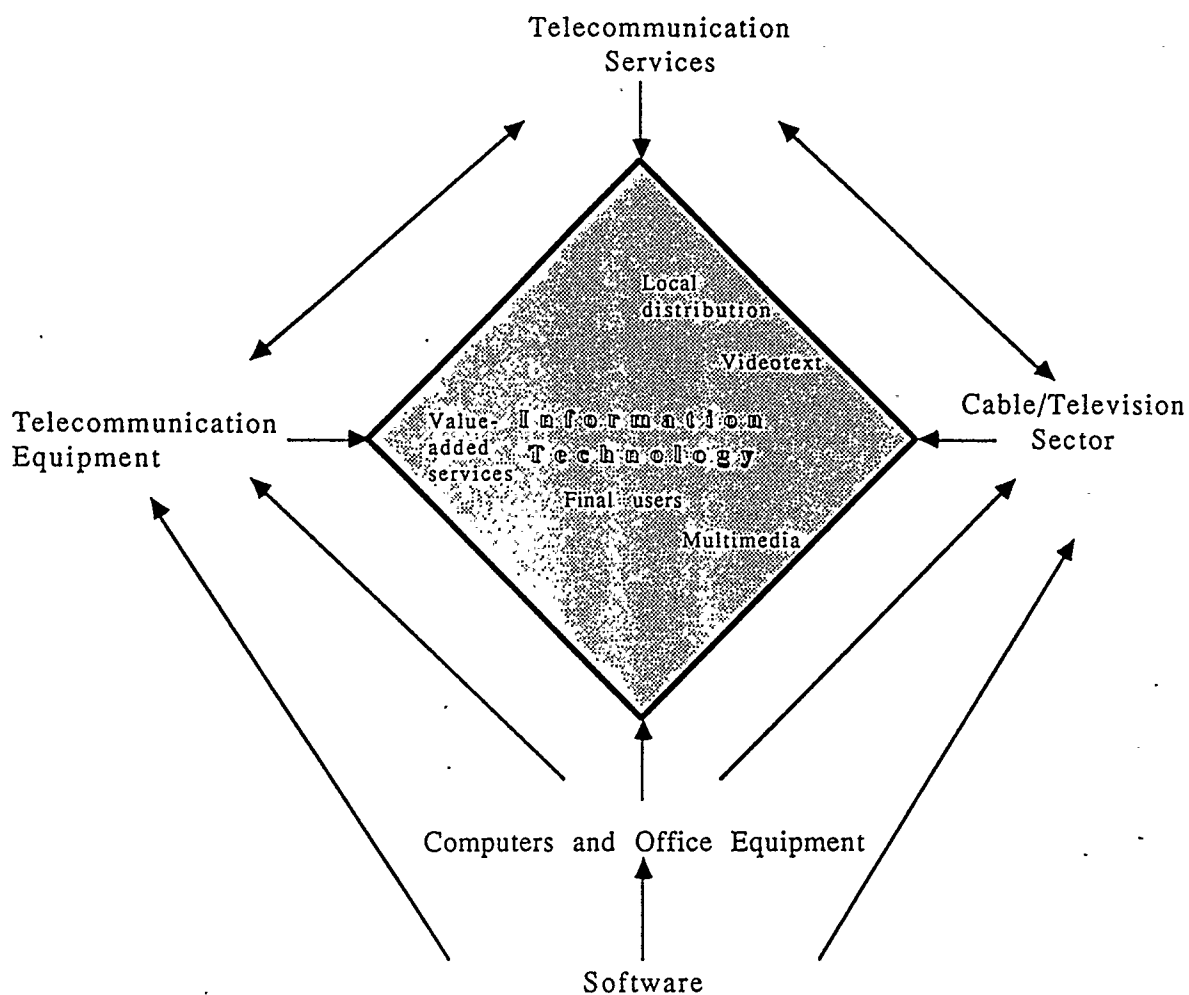 Telecommunication
Services
Local
distribution
Videotext
Telecommunication
Equipment
Value-
added
services
Information
Technology
Cable/Television
Sector
Final users
Multimedia
Computers and Office Equipment
Software